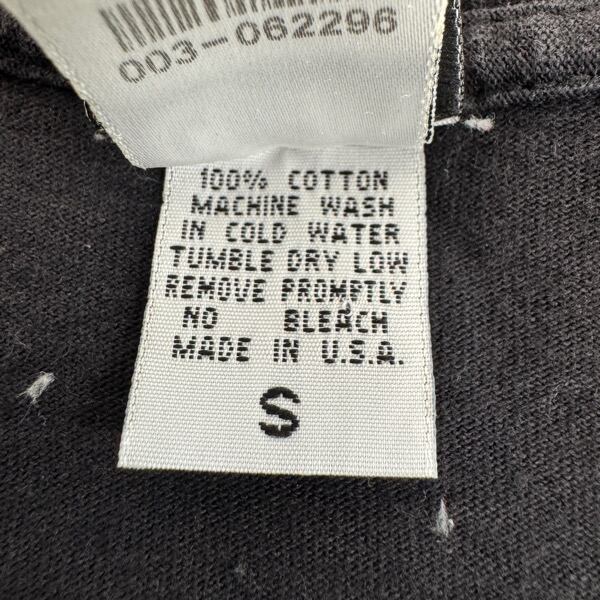 003-062296
100% COTTON
MACHINE WASH
IN COLD WATER
TUMBLE DRY LOW
REMOVE PROMPTLY
NO BLEACH
MADE IN U.S.A.
S